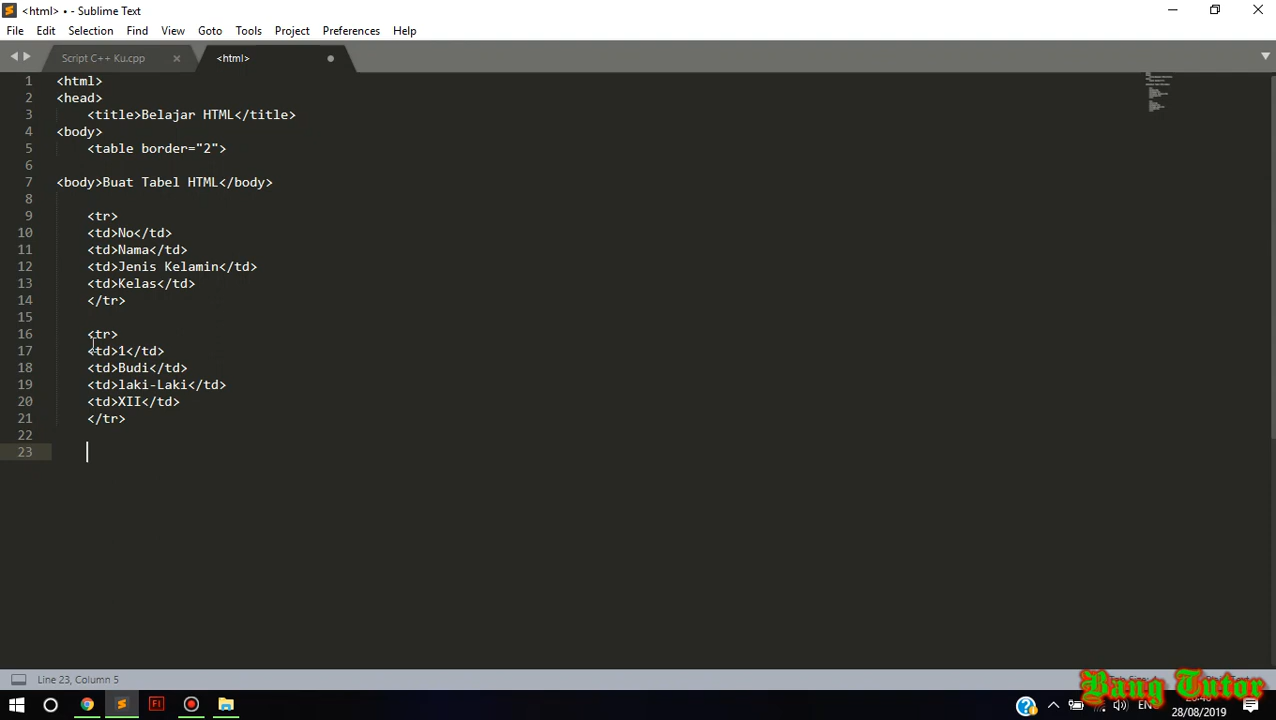 <html> • - Sublime Text
File Edit Selection Find View Goto Tools Project Preferences Help
Script C++ Ku.cpp <html>
1 <html>
2 <head>
3 <title>Belajar HTML</title>
4 <body>
5 <table border="2">
6
7 <body>Buat Tabel HTML</body>
8
9 <tr>
10 <td>No</td>
11 <td>Nama</td>
12 <td>Jenis Kelamin</td>
13 <td>Kelas</td>
14 </tr>
15
16 <tr>
17 <td>1</td>
18 <td>Budi</td>
19 <td>laki-Laki</td>
20 <td>XII</td>
21 </tr>
22
23
Line 23, Column 5
Bang Tutor
EN
28/08/2019